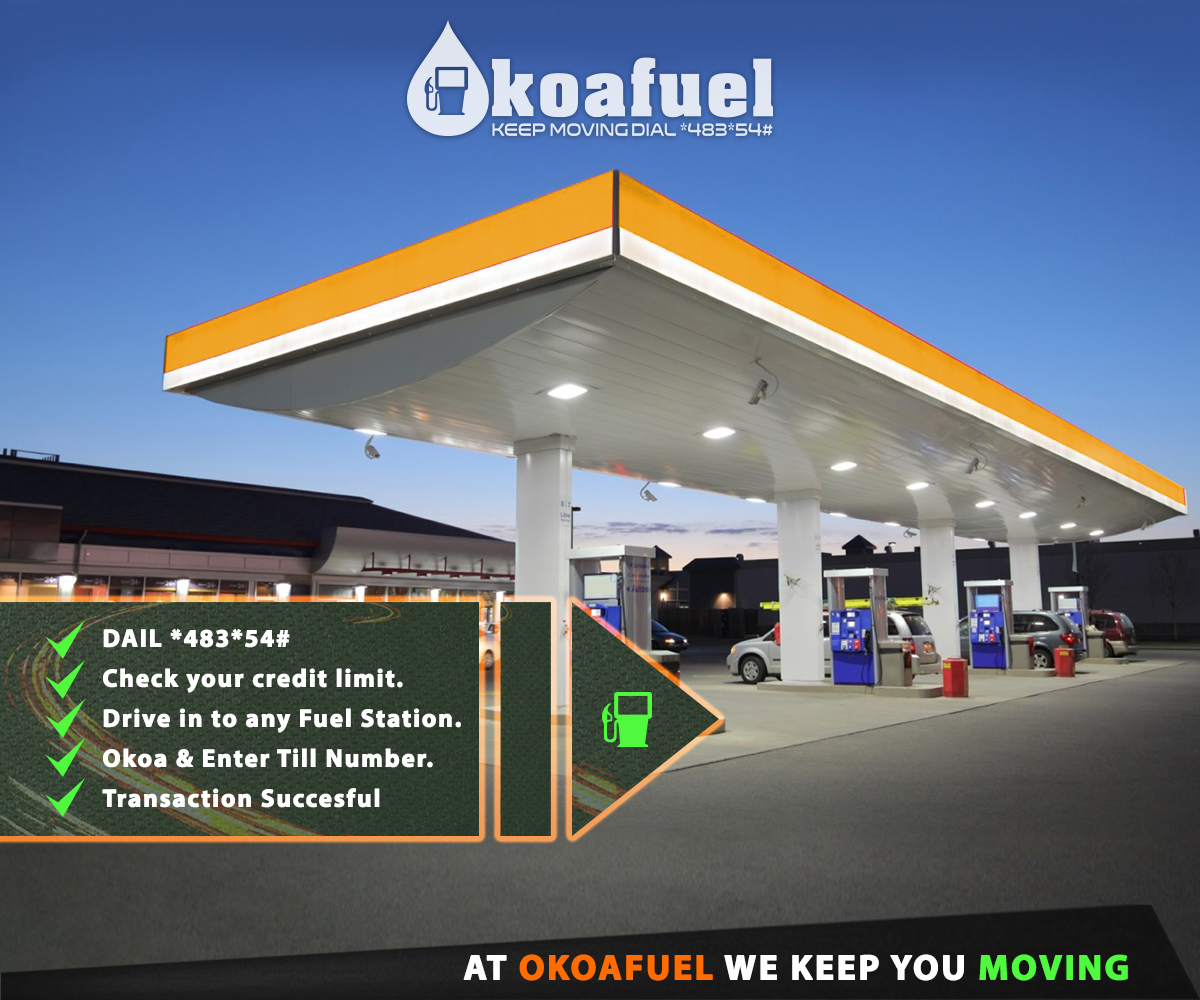 Okoafuel
KEEP MOVING DIAL *483*54#
DAIL *483*54#
Check your credit limit.
Drive in to any Fuel Station.
Okoa & Enter Till Number.
Transaction Succesful
AT OKOAFUEL WE KEEP YOU MOVING